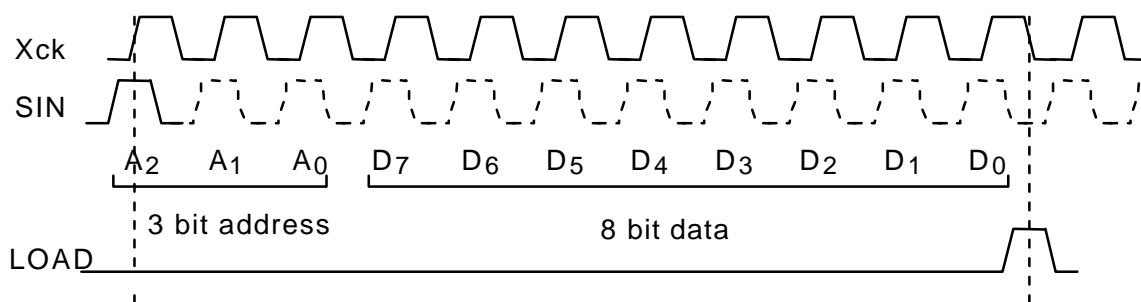 Xck
SIN
A2 A1 A0 D7 D6 D5 D4 D3 D2 D1 D0
3 bit address 8 bit data
LOAD